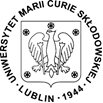 UNIWERSYTET MARII CURIE SKŁODOWSKIEJ
LUBLIN · 1944